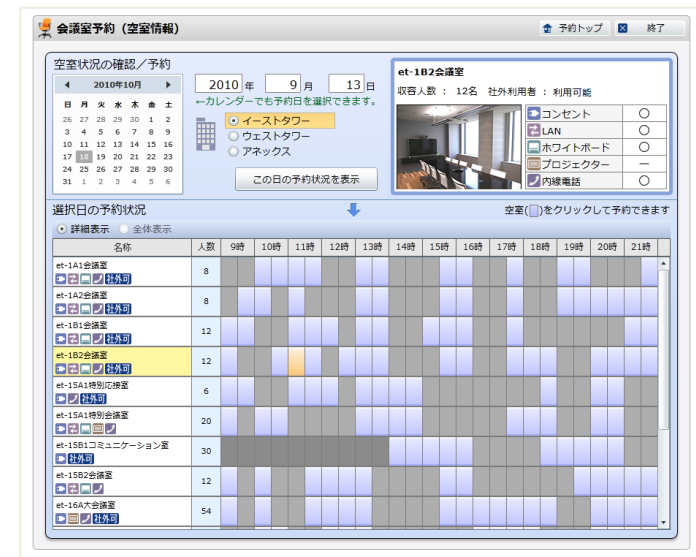 会議室予約（空室情報）
予約トップ 終了
空室状況の確認／予約
2010年10月
日 月 火 水 木 金 土
26 27 28 29 30 1 2
3 4 5 6 7 8 9
10 11 12 13 14 15 16
17 18 19 20 21 22 23
24 25 26 27 28 29 30
31 1 2 3 4 5 6
2010 年 9 月 13 日
←カレンダーでも予約日を選択できます。
イーストタワー
ウェストタワー
アネックス
この日の予約状況を表示
et-1B2会議室
収容人数 ： 12名 社外利用者 ： 利用可能
コンセント ○
LAN ○
ホワイトボード ○
プロジェクター －
内線電話 ○
選択日の予約状況
空室( )をクリックして予約できます
詳細表示 全体表示
名称 人数 9時 10時 11時 12時 13時 14時 15時 16時 17時 18時 19時 20時 21時
et-1A1会議室
社外可
8
et-1A2会議室
社外可
8
et-1B1会議室
社外可
12
et-1B2会議室
社外可
12
et-15A1特別応接室
社外可
6
et-15A1特別会議室
20
et-15B1コミュニケーション室
社外可
30
et-15B2会議室
12
et-16A大会議室
社外可
54